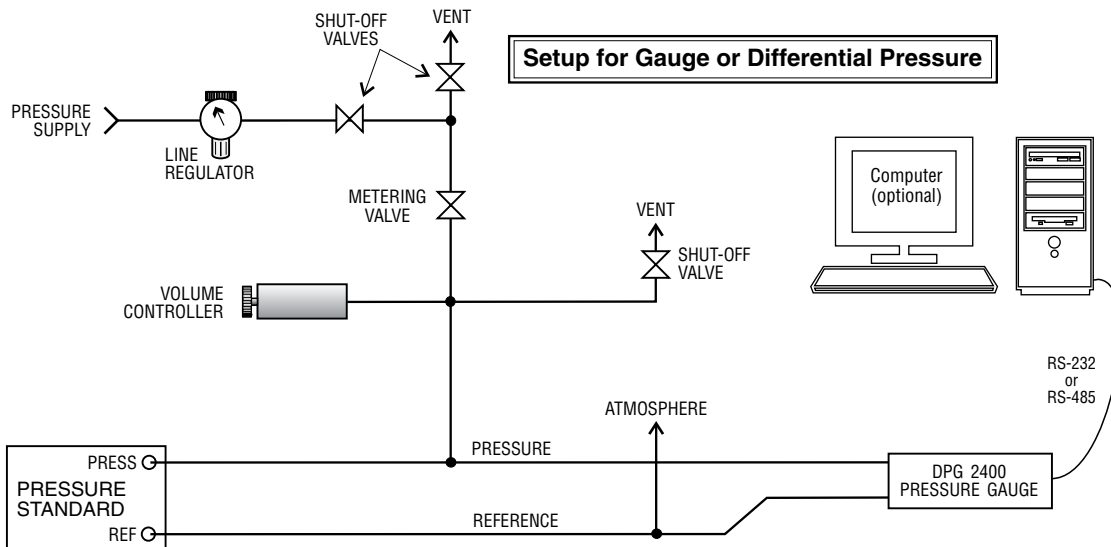 SHUT-OFF
VALVES
VENT
Setup for Gauge or Differential Pressure
PRESSURE
SUPPLY
LINE
REGULATOR
METERING
VALVE
VENT
SHUT-OFF
VALVE
Computer
(optional)
VOLUME
CONTROLLER
RS-232
or
RS-485
ATMOSPHERE
PRESSURE
PRESS
PRESSURE
STANDARD
REF
REFERENCE
DPG 2400
PRESSURE GAUGE